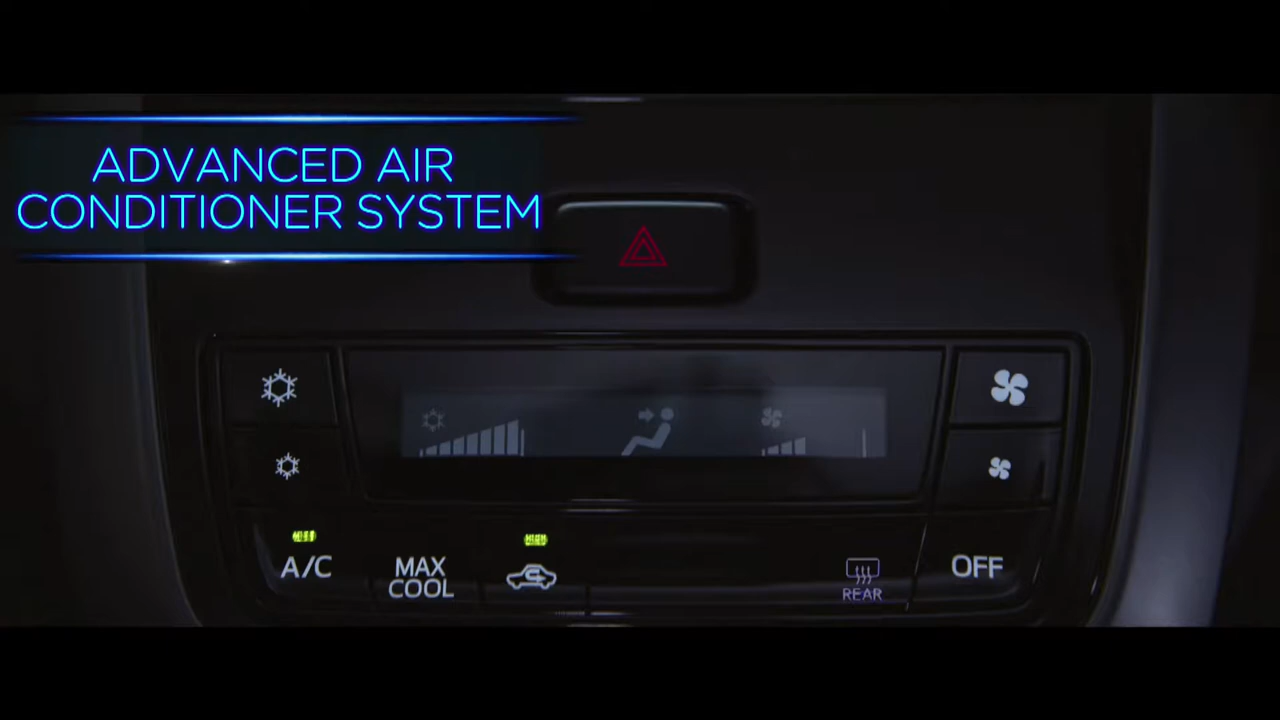 ADVANCED AIR
CONDITIONER SYSTEM
A/C
MAX
COOL
REAR
OFF